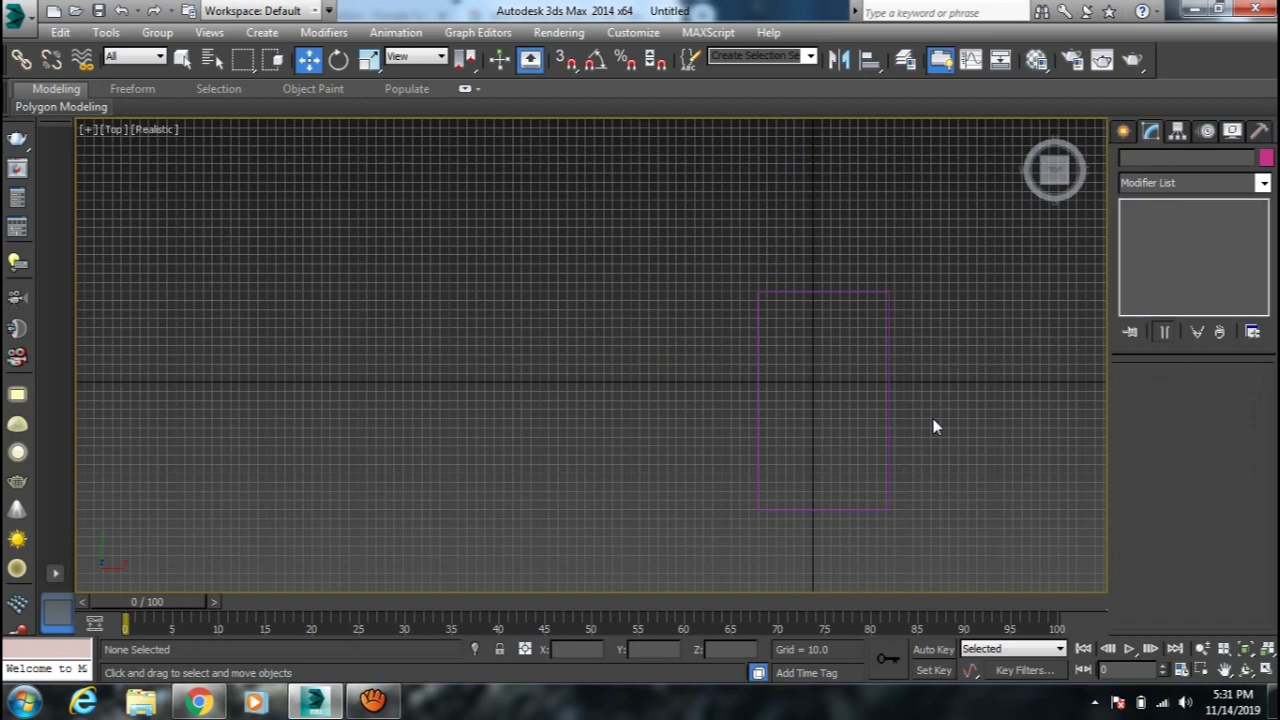 Workspace: Default
Autodesk 3ds Max 2014 x64 Untitled
Type a keyword or phrase
Edit Tools Group Views Create Modifiers Animation Graph Editors Rendering Customize MAXScript Help
All
View
3
Create Selection Se
Modeling Freeform Selection Object Paint Populate
Polygon Modeling
[+] [Top] [Realistic]
Modifier List
0 / 100
0 5 10 15 20 25 30 35 40 45 50 55 60 65 70 75 80 85 90 95 100
None Selected X: Y: Z: Grid = 10.0 Auto Key Selected
Welcome to M Click and drag to select and move objects Add Time Tag Set Key Key Filters... 0
5:31 PM
11/14/2019